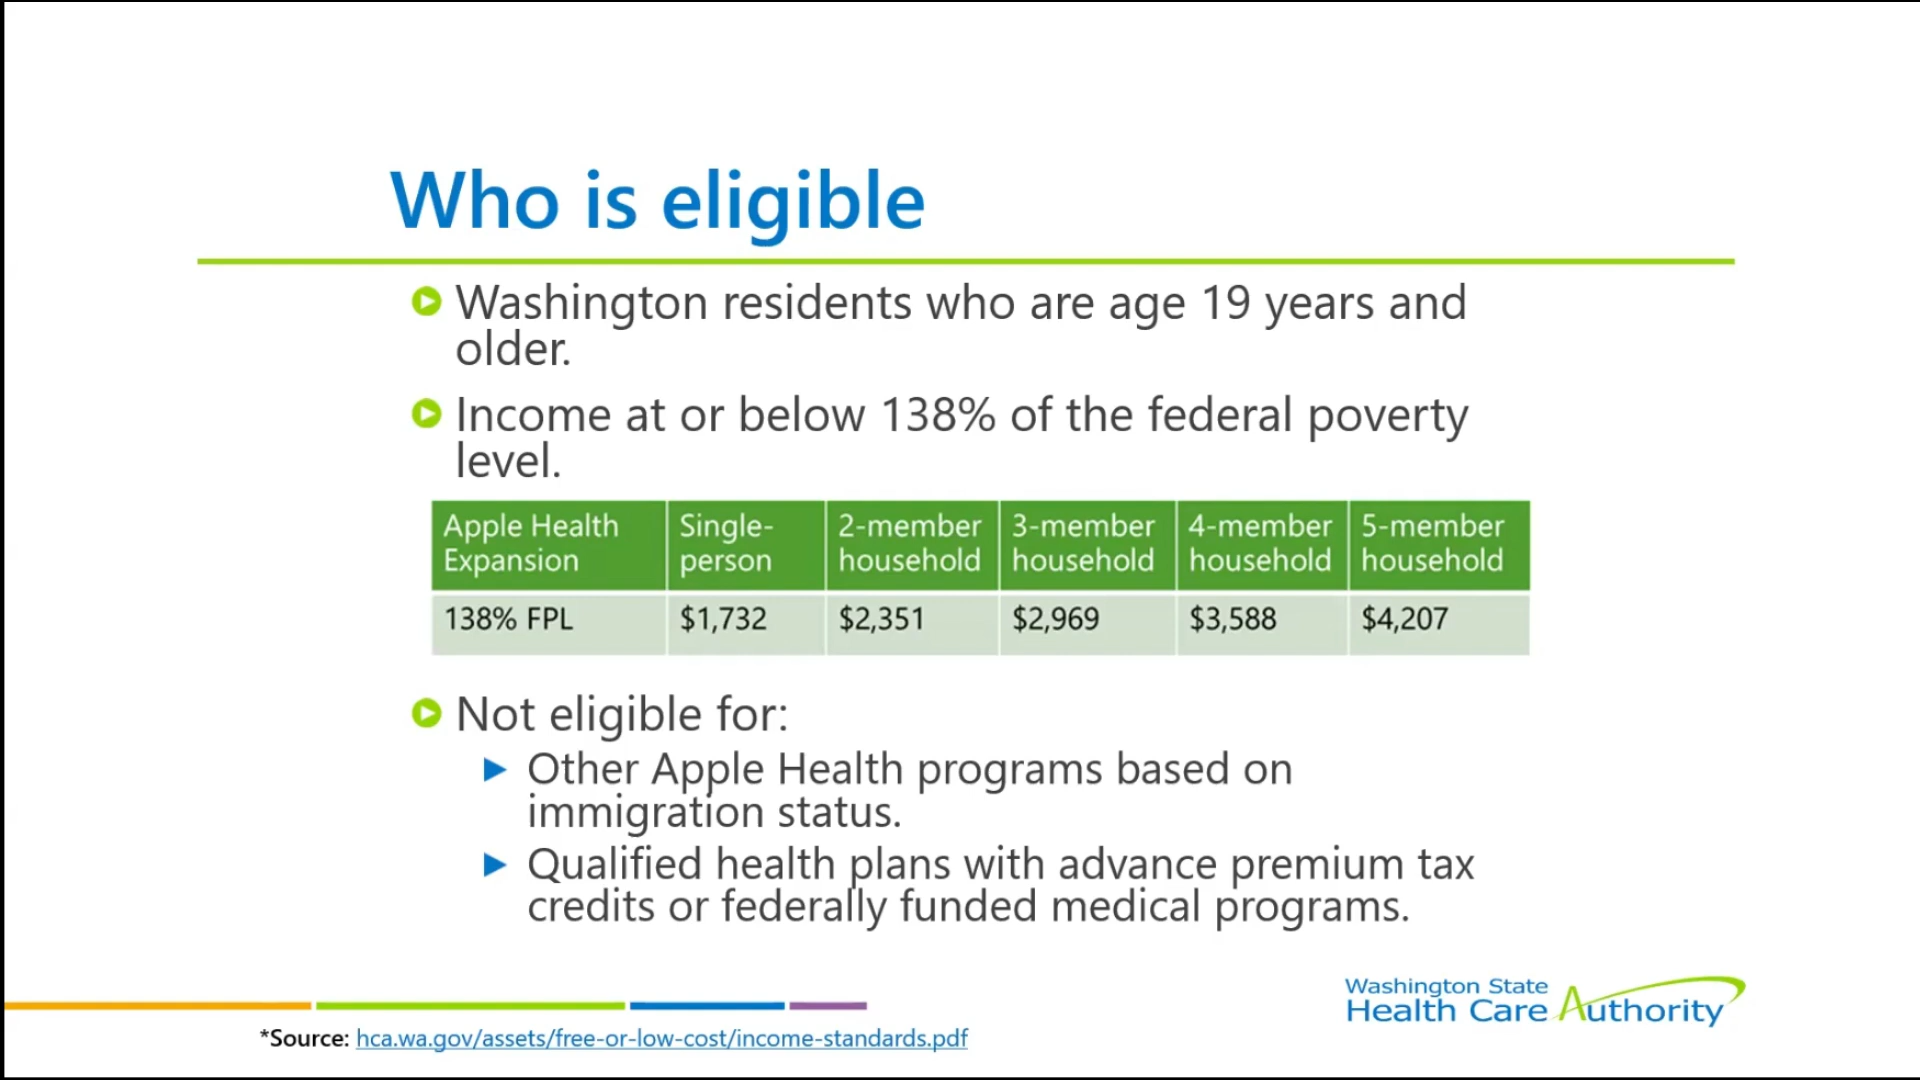 Who is eligible
Washington residents who are age 19 years and
older.
Income at or below 138% of the federal poverty
level.
Apple Health Expansion Single-person 2-member household 3-member household 4-member household 5-member household
138% FPL $1,732 $2,351 $2,969 $3,588 $4,207
Not eligible for:
Other Apple Health programs based on
immigration status.
Qualified health plans with advance premium tax
credits or federally funded medical programs.
Washington State
Health Care Authority
*Source: hca.wa.gov/assets/free-or-low-cost/income-standards.pdf